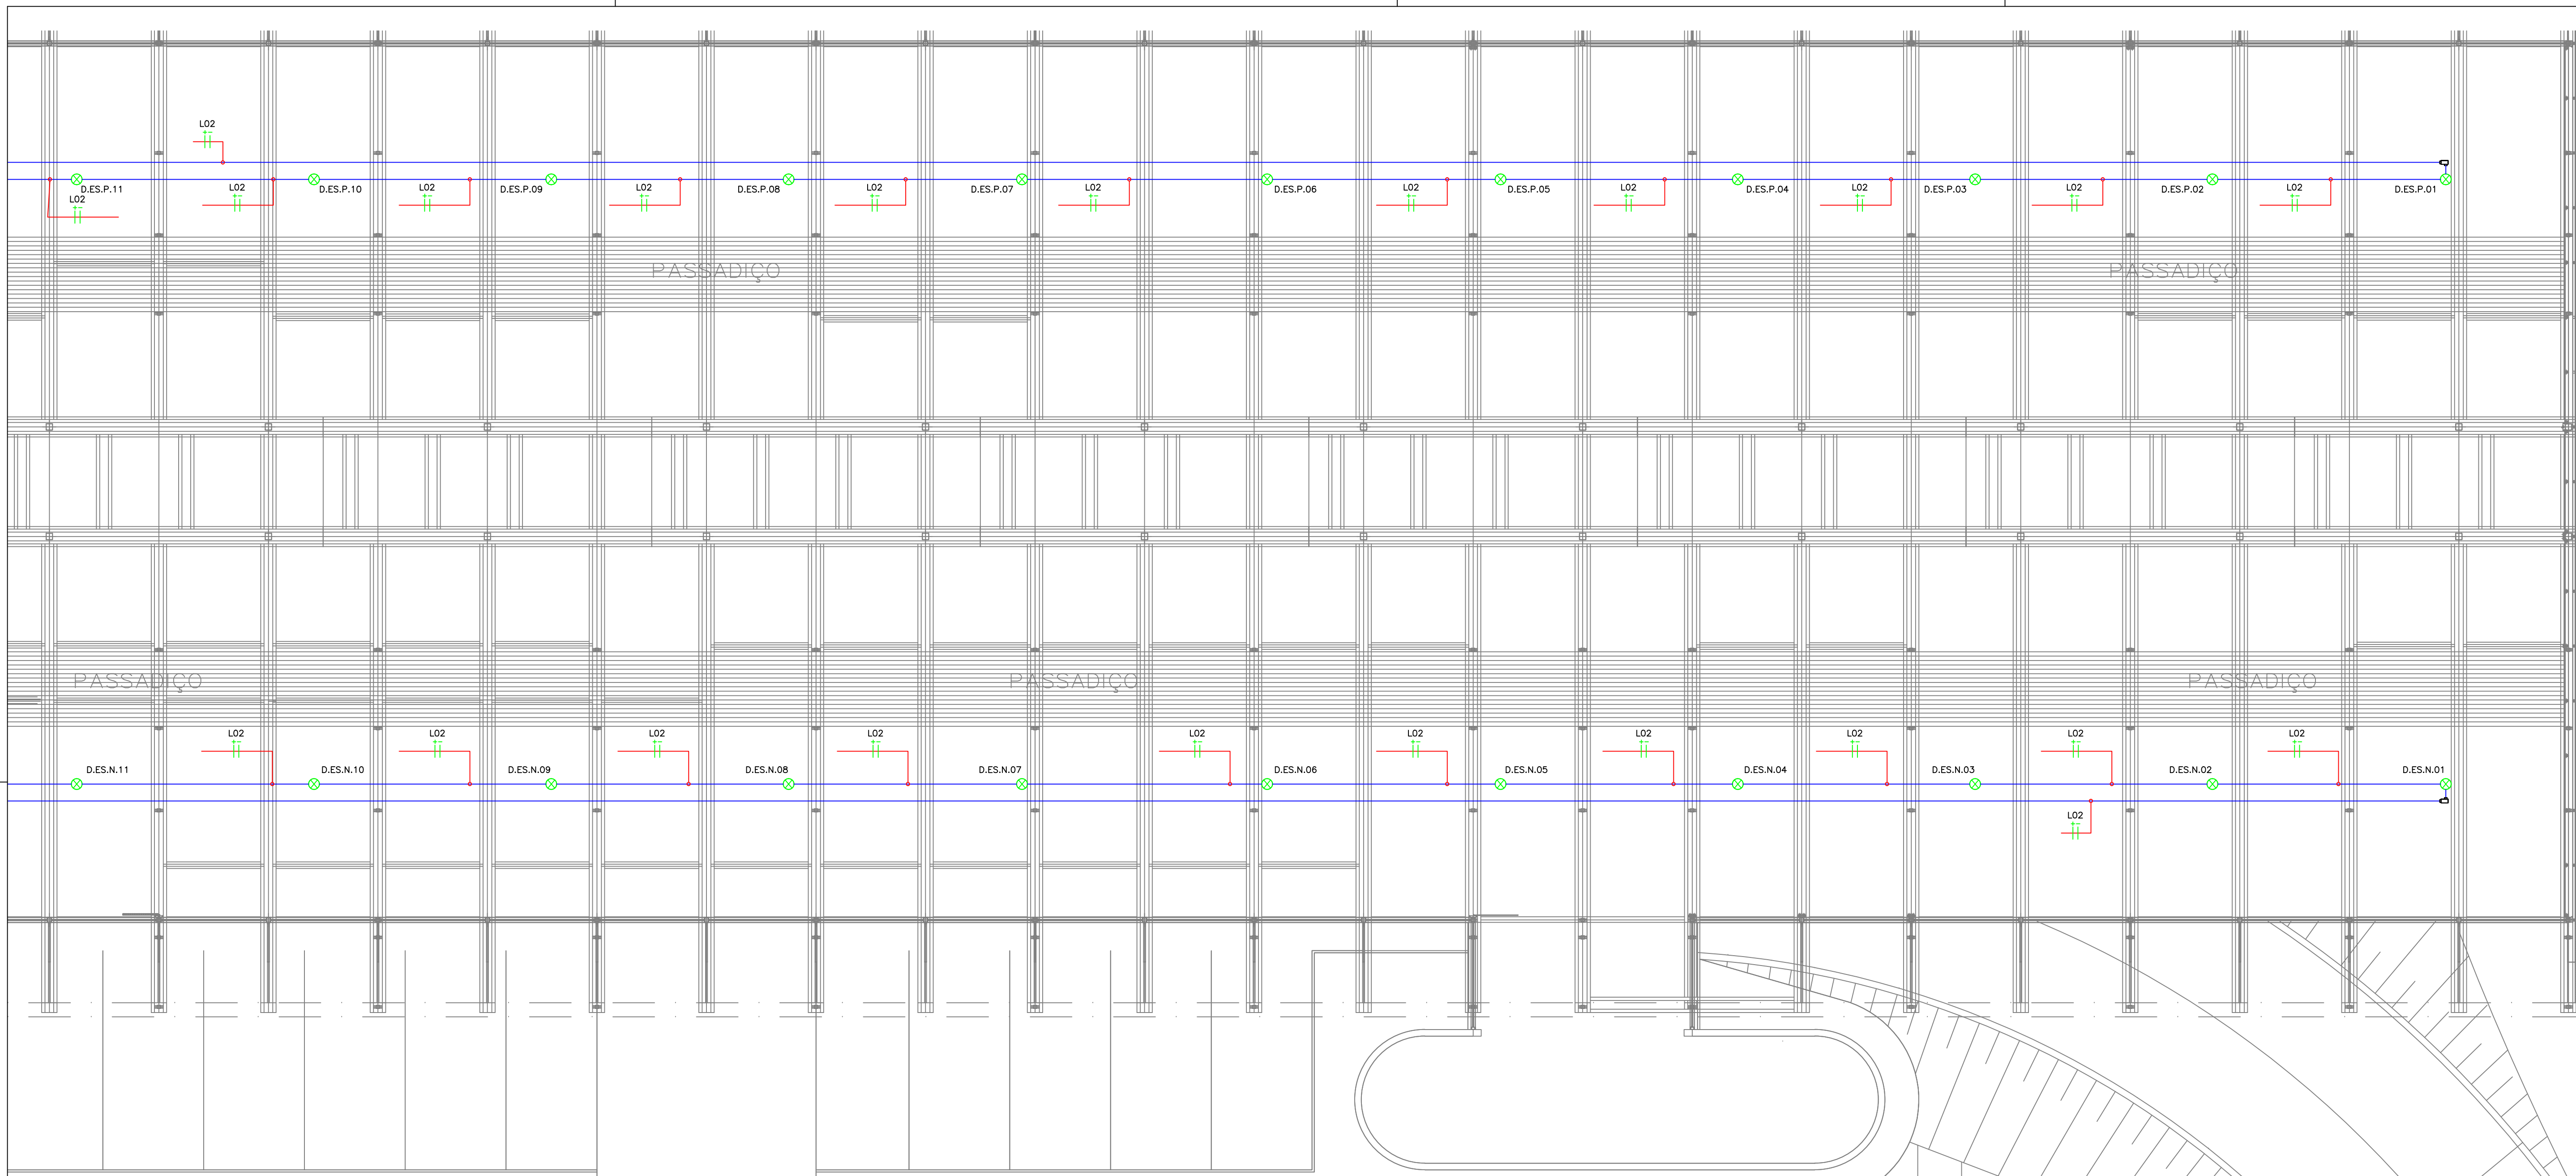 L02
D.ES.P.11
L02
L02
D.ES.P.10
L02
D.ES.P.09
L02
D.ES.P.08
L02
D.ES.P.07
L02
D.ES.P.06
L02
D.ES.P.05
L02
D.ES.P.04
L02
D.ES.P.03
L02
D.ES.P.02
L02
D.ES.P.01
PASSADIÇO
PASSADIÇO
PASSADIÇO
PASSADIÇO
PASSADIÇO
L02
L02
L02
L02
L02
L02
L02
L02
L02
L02
D.ES.N.11
D.ES.N.10
D.ES.N.09
D.ES.N.08
D.ES.N.07
D.ES.N.06
D.ES.N.05
D.ES.N.04
D.ES.N.03
D.ES.N.02
D.ES.N.01
L02